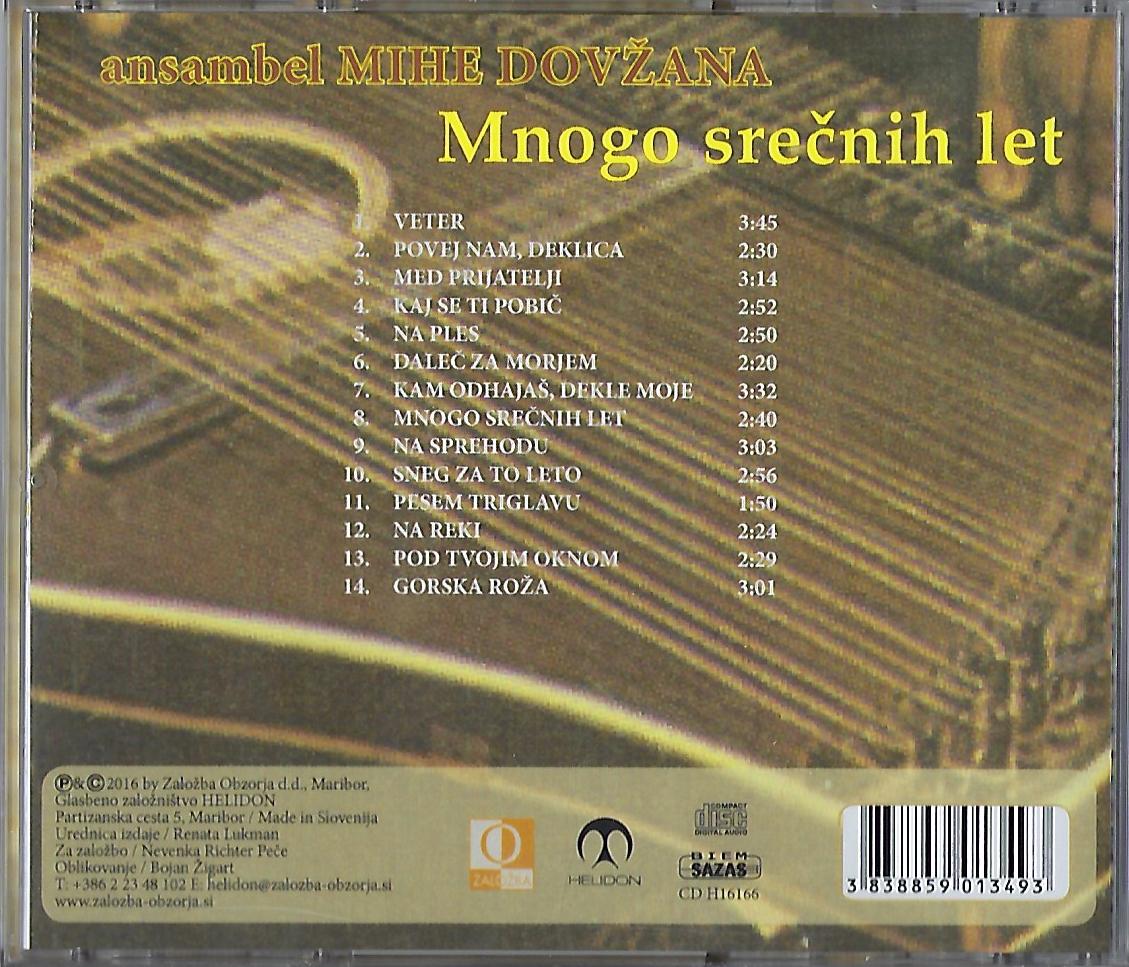 ansambel MIHE DOVŽANA
Mnogo srečnih let
1. VETER 3:45
2. POVEJ NAM, DEKLICA 2:30
3. MED PRIJATELJI 3:14
4. KAJ SE TI POBIČ 2:52
5. NA PLES 2:50
6. DALEČ ZA MORJEM 2:20
7. KAM ODHAJAŠ, DEKLE MOJE 3:32
8. MNOGO SREČNIH LET 2:40
9. NA SPREHODU 3:03
10. SNEG ZA TO LETO 2:56
11. PESEM TRIGLAVU 1:50
12. NA REKI 2:24
13. POD TVOJIM OKNOM 2:29
14. GORSKA ROŽA 3:01
℗&© 2016 by Založba Obzorja d.d., Maribor,
Glasbeno založništvo HELIDON
Partizanska cesta 5, Maribor / Made in Slovenija
Urednica izdaje / Renata Lukman
Za založbo / Nevenka Richter Peče
Oblikovanje / Bojan Žigart
T: +386 2 23 48 102 E: helidon@zalozba-obzorja.si
www.zalozba-obzorja.si
ZALOŽBA
HELIDON
COMPACT
disc
DIGITAL AUDIO
BIEM
SAZAS
CD H16166
3 838859 013493